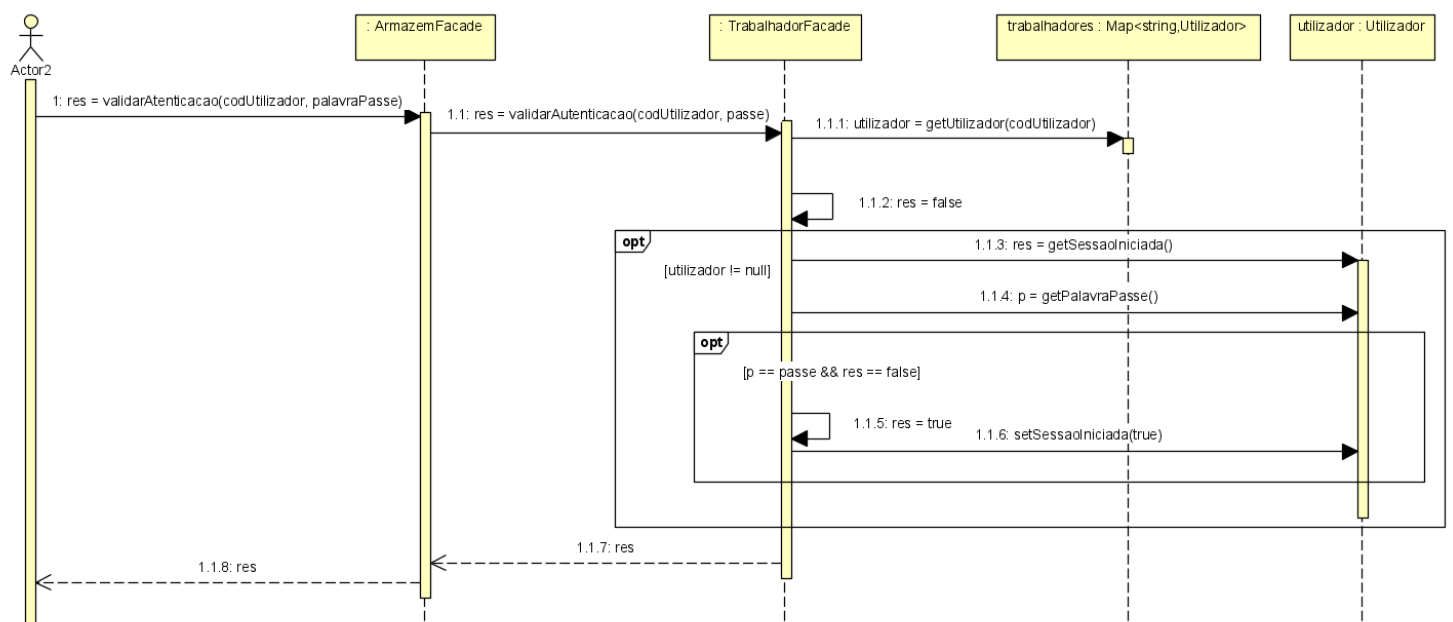 : ArmazemFacade
: TrabalhadorFacade
trabalhadores : Map<string,Utilizador>
utilizador : Utilizador
Actor2
1: res = validarAtenticacao(codUtilizador, palavraPasse)
1.1: res = validarAutenticacao(codUtilizador, passe)
1.1.1: utilizador = getUtilizador(codUtilizador)
1.1.2: res = false
opt
1.1.3: res = getSessaoIniciada()
[utilizador != null]
1.1.4: p = getPalavraPasse()
opt
[p == passe && res == false]
1.1.5: res = true
1.1.6: setSessaoIniciada(true)
1.1.7: res
1.1.8: res